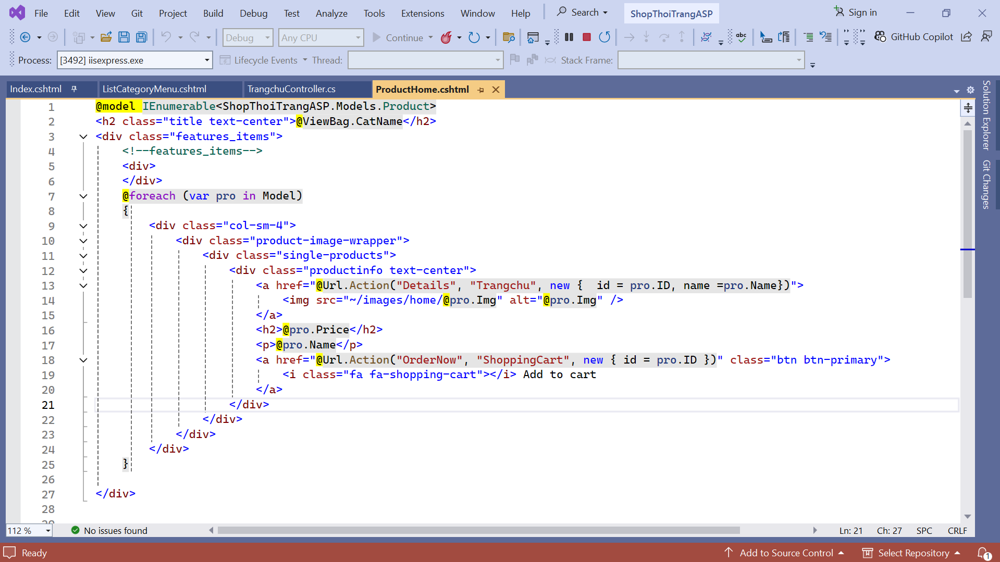 File Edit View Git Project Build Debug Test Analyze Tools Extensions Window Help Search ShopThoiTrangASP Sign in
Debug Any CPU Continue GitHub Copilot
Process: [3492] iisexpress.exe Lifecycle Events Thread: Stack Frame:
Index.cshtml ListCategoryMenu.cshtml TrangchuController.cs ProductHome.cshtml
1 @model IEnumerable<ShopThoiTrangASP.Models.Product>
2 <h2 class="title text-center">@ViewBag.CatName</h2>
3 <div class="features_items">
4 <!--features_items-->
5 <div>
6 </div>
7 @foreach (var pro in Model)
8 {
9 <div class="col-sm-4">
10 <div class="product-image-wrapper">
11 <div class="single-products">
12 <div class="productinfo text-center">
13 <a href="@Url.Action("Details", "Trangchu", new {  id = pro.ID, name =pro.Name})">
14 <img src="~/images/home/@pro.Img" alt="@pro.Img" />
15 </a>
16 <h2>@pro.Price</h2>
17 <p>@pro.Name</p>
18 <a href="@Url.Action("OrderNow", "ShoppingCart", new { id = pro.ID })" class="btn btn-primary">
19 <i class="fa fa-shopping-cart"></i> Add to cart
20 </a>
21 </div>
22 </div>
23 </div>
24 </div>
25 }
26
27 </div>
28
29
Solution Explorer
Git Changes
112 % No issues found Ln: 21 Ch: 27 SPC CRLF
Ready Add to Source Control Select Repository 1